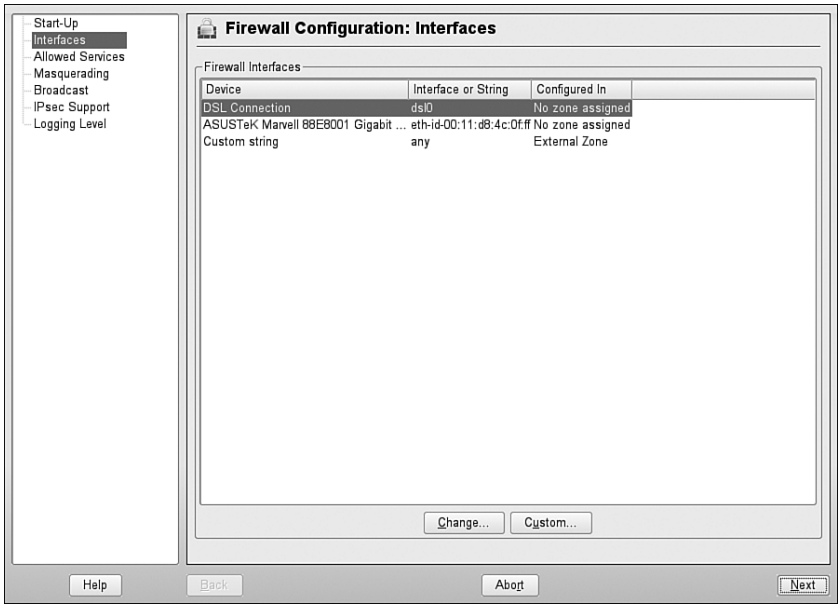 Start-Up
Interfaces
Allowed Services
Masquerading
Broadcast
IPsec Support
Logging Level
Firewall Configuration: Interfaces
Firewall Interfaces
Device Interface or String Configured In
DSL Connection dsl0 No zone assigned
ASUSTeK Marvell 88E8001 Gigabit ... eth-id-00:11:d8:4c:0f:ff No zone assigned
Custom string any External Zone
Change... Custom...
Help Back Abort Next